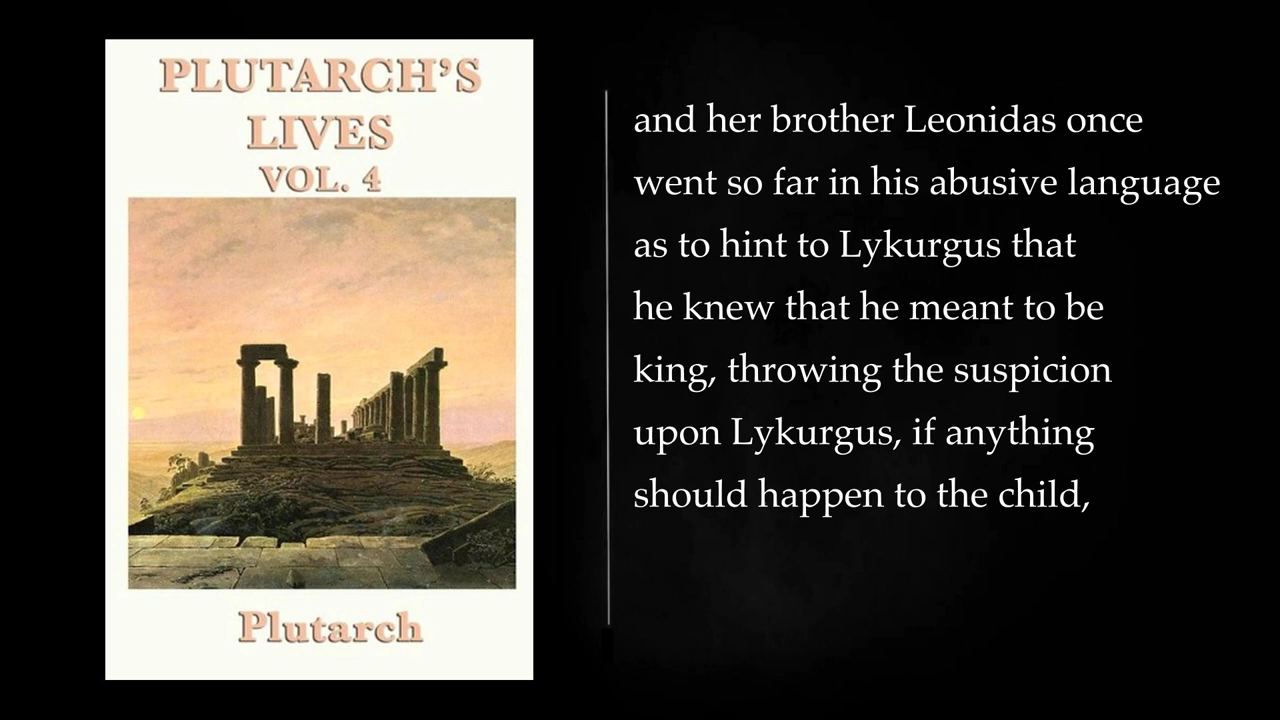 PLUTARCH'S
LIVES
VOL. 4
Plutarch
and her brother Leonidas once
went so far in his abusive language
as to hint to Lykurgus that
he knew that he meant to be
king, throwing the suspicion
upon Lykurgus, if anything
should happen to the child,